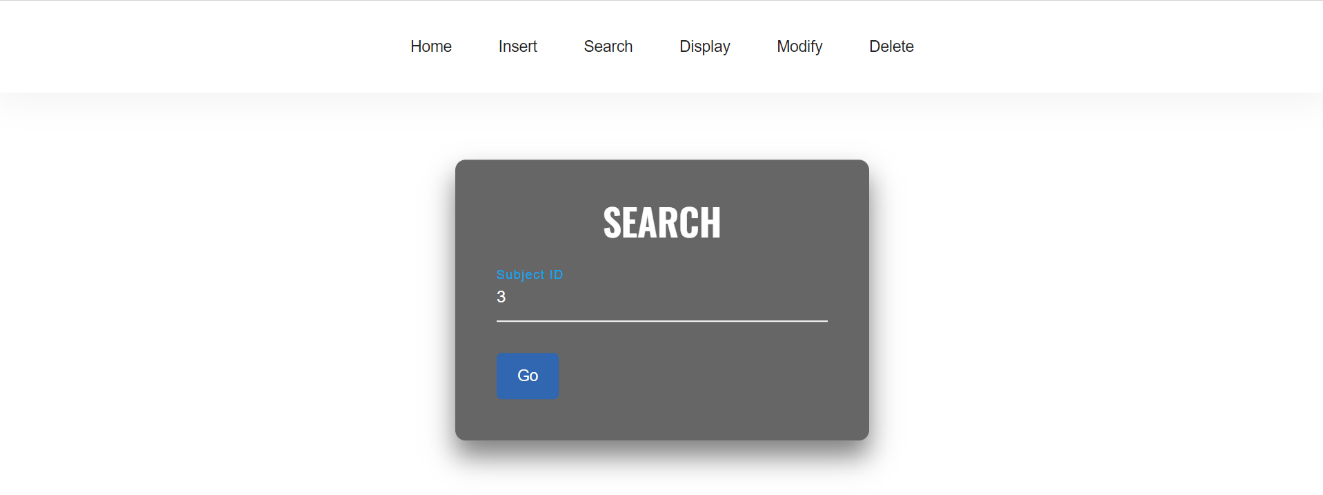 Home Insert Search Display Modify Delete
SEARCH
Subject ID
3
Go